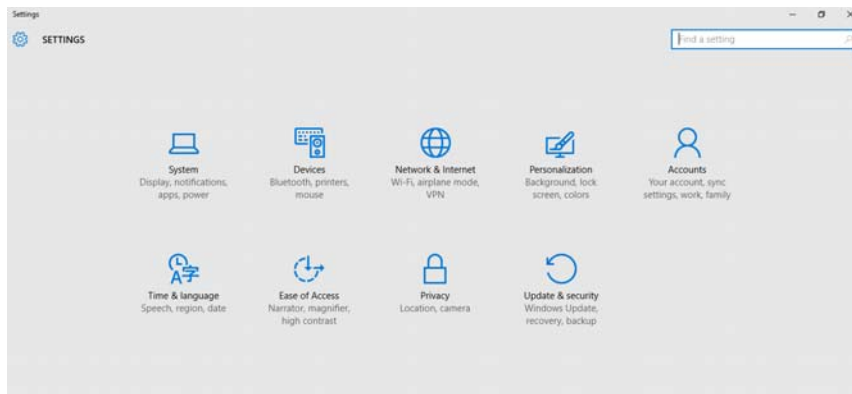 Settings
SETTINGS
Find a setting
System
Display, notifications,
apps, power
Devices
Bluetooth, printers,
mouse
Network & Internet
Wi-Fi, airplane mode,
VPN
Personalization
Background, lock
screen, colors
Accounts
Your account, sync
settings, work, family
A字
Time & language
Speech, region, date
Ease of Access
Narrator, magnifier,
high contrast
Privacy
Location, camera
Update & security
Windows Update,
recovery, backup